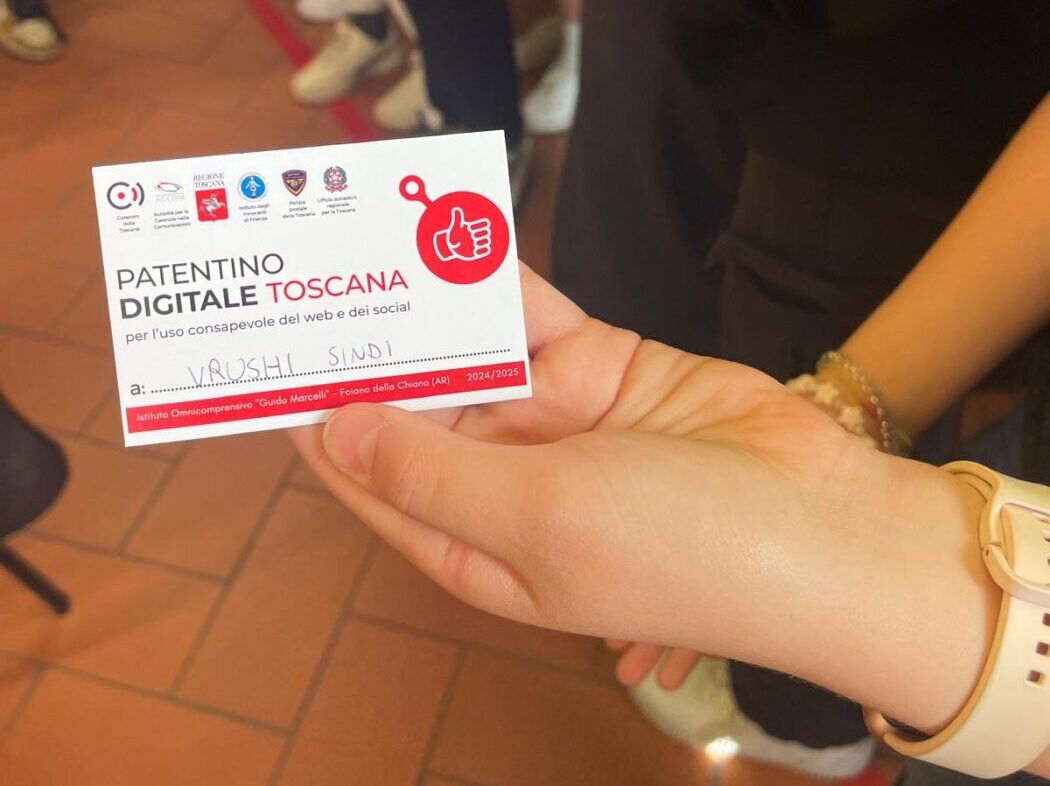 Corecom
della
Toscana
Autorità per le
Garanzie nelle
Comunicazioni
REGIONE
TOSCANA
Istituto degli
Innocenti
di Firenze
Polizia
postale
della Toscana
Ufficio scolastico
regionale
per la Toscana
PATENTINO
DIGITALE TOSCANA
per l'uso consapevole del web e dei social
a: VRUSHI SINDI
Istituto Omnicomprensivo "Guido Marcelli" - Foiano della Chiana (AR) 2024/2025